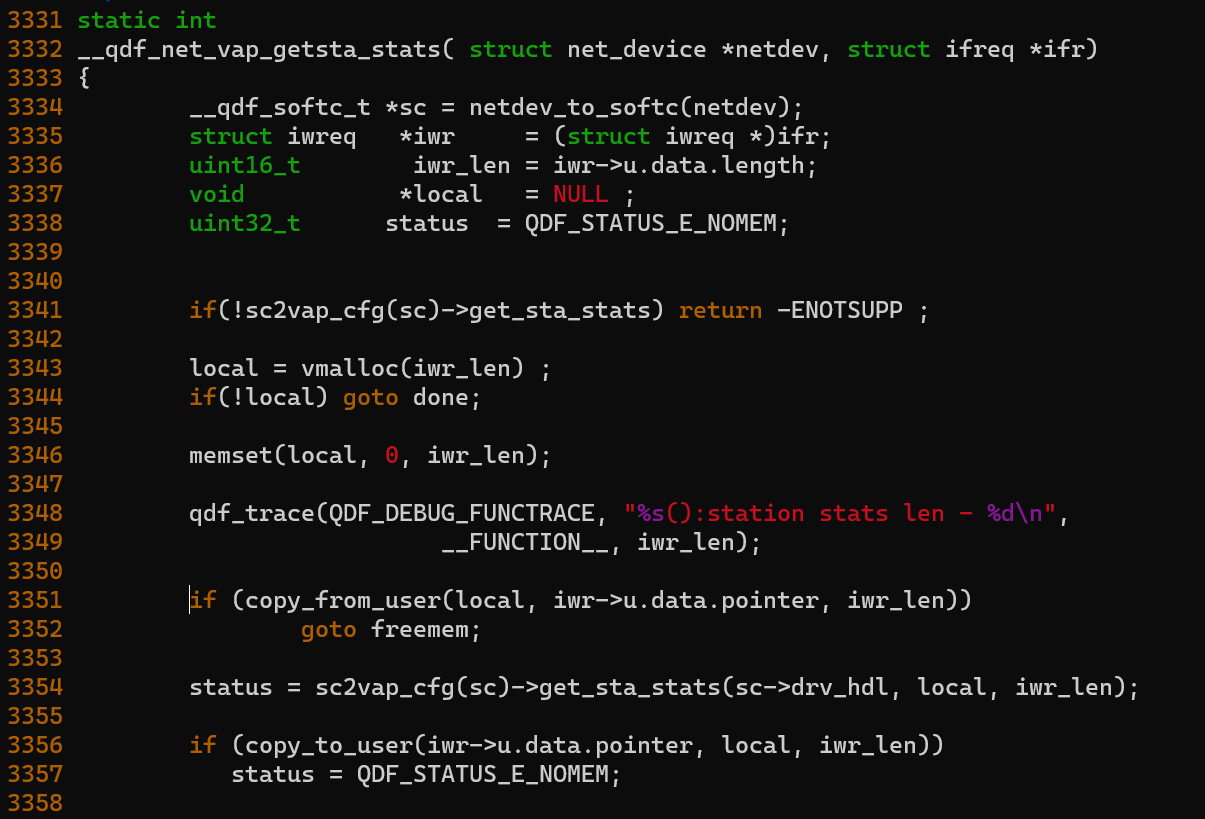 3331 static int
3332 __qdf_net_vap_getsta_stats( struct net_device *netdev, struct ifreq *ifr)
3333 {
3334         __qdf_softc_t *sc = netdev_to_softc(netdev);
3335         struct iwreq   *iwr     = (struct iwreq *)ifr;
3336         uint16_t        iwr_len = iwr->u.data.length;
3337         void           *local   = NULL ;
3338         uint32_t      status  = QDF_STATUS_E_NOMEM;
3339
3340
3341         if(!sc2vap_cfg(sc)->get_sta_stats) return -ENOTSUPP ;
3342
3343         local = vmalloc(iwr_len) ;
3344         if(!local) goto done;
3345
3346         memset(local, 0, iwr_len);
3347
3348         qdf_trace(QDF_DEBUG_FUNCTRACE, "%s():station stats len - %d\n",
3349                           __FUNCTION__, iwr_len);
3350
3351         if (copy_from_user(local, iwr->u.data.pointer, iwr_len))
3352                 goto freemem;
3353
3354         status = sc2vap_cfg(sc)->get_sta_stats(sc->drv_hdl, local, iwr_len);
3355
3356         if (copy_to_user(iwr->u.data.pointer, local, iwr_len))
3357            status = QDF_STATUS_E_NOMEM;
3358